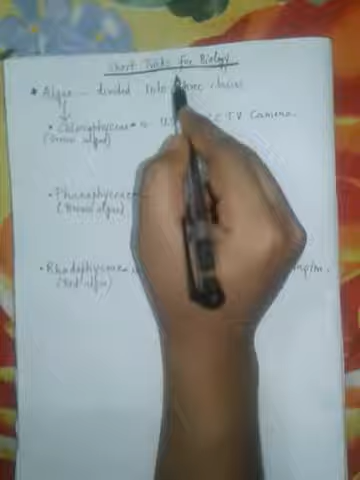 Short Tricks for Biology
* Algae - divided into three classes
• Chlorophyceae →
CCTV Camera.
(Green algae)
• Phaeophyceae
(Brown algae)
• Rhodophyceae
(Red algae)